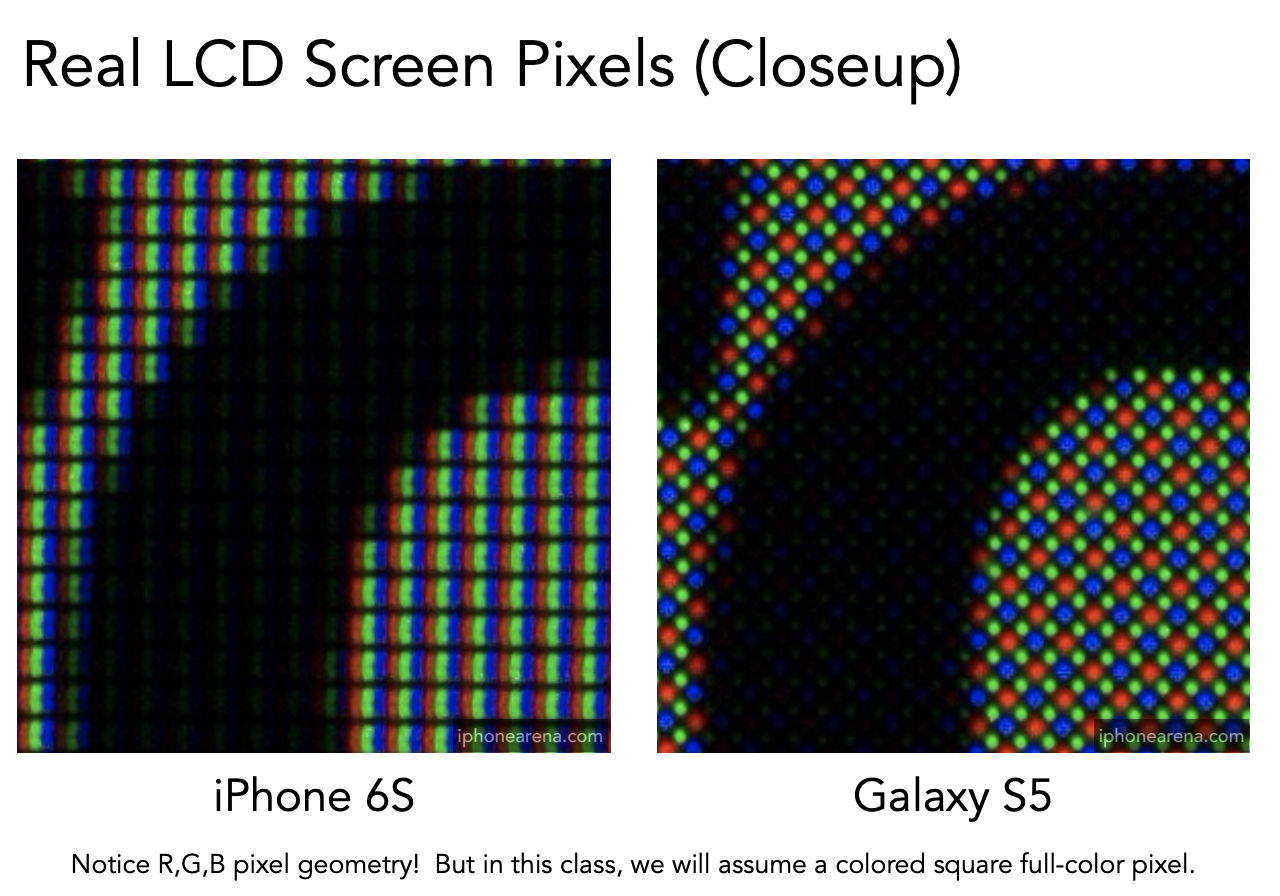 Real LCD Screen Pixels (Closeup)
iphonearena.com
iphonearena.com
iPhone 6S
Galaxy S5
Notice R,G,B pixel geometry! But in this class, we will assume a colored square full-color pixel.